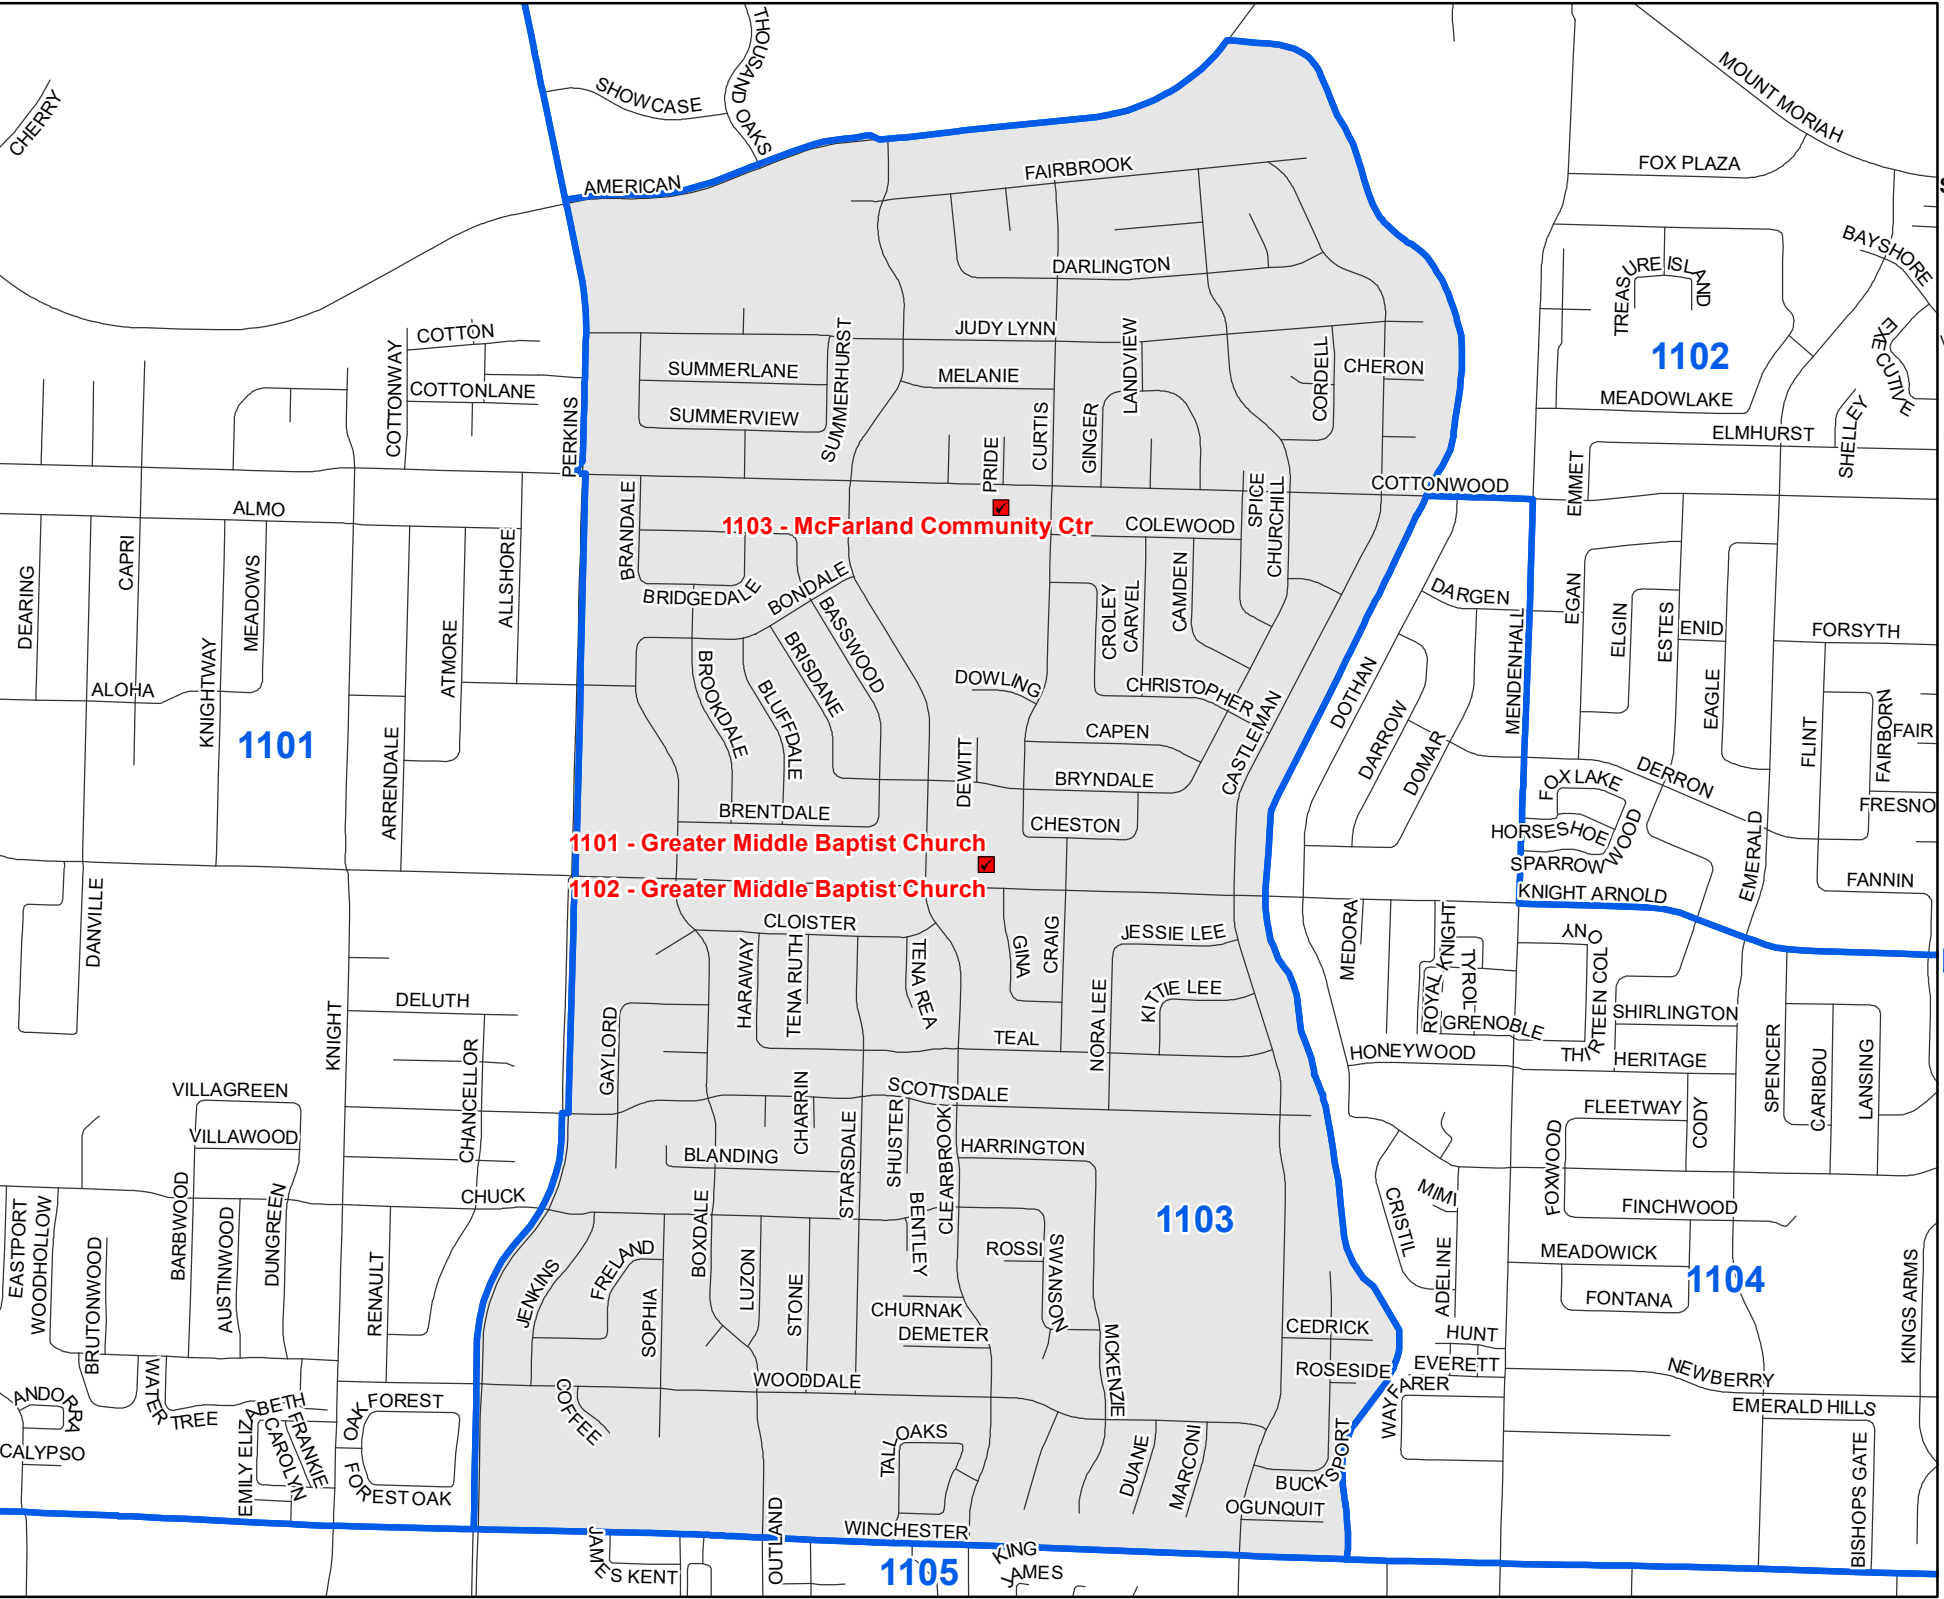 THOUSAND OAKS
CHERRY
SHOWCASE
MOUNT MORIAH
AMERICAN
FAIRBROOK
FOX PLAZA
BAYSHORE
DARLINGTON
TREASURE ISLAND
EXECUTIVE
COTTON
COTTONWAY
JUDY LYNN
LANDVIEW
SUMMERHURST
CORDELL
CHERON
1102
SUMMERLANE
MELANIE
COTTONLANE
MEADOWLAKE
SUMMERVIEW
PERKINS
CURTIS
GINGER
PRIDE
ELMHURST
SHELLEY
COTTONWOOD
EMMET
SPICE
CHURCHILL
BRANDALE
ALMO
1103 - McFarland Community Ctr
COLEWOOD
CAPRI
DEARING
MEADOWS
ALLSHORE
BRIDGEDALE
BONDALE
BASSWOOD
CROLEY
CARVEL
CAMDEN
DARGEN
EGAN
ELGIN
ESTES
ENID
FORSYTH
MENDENHALL
EAGLE
KNIGHTWAY
ATMORE
BROOKDALE
BLUFFDALE
BRISDANE
DOWLING
CHRISTOPHER
CASTLEMAN
DOTHAN
ALOHA
1101
ARRENDALE
CAPEN
DARROW
DOMAR
FLINT
FAIRBORN
FAIR
DEWITT
BRYNDALE
FOX LAKE
DERRON
BRENTDALE
CHESTON
HORSESHOE
WOOD
FRESNO
1101 - Greater Middle Baptist Church
SPARROW
EMERALD
1102 - Greater Middle Baptist Church
KNIGHT ARNOLD
FANNIN
DANVILLE
CLOISTER
HARAWAY
TENA RUTH
TENA REA
GINA
CRAIG
JESSIE LEE
MEDORA
ROYAL KNIGHT
TYROL
THIRTEEN COLONY
KITTIE LEE
NORA LEE
DELUTH
KNIGHT
GAYLORD
TEAL
GRENOBLE
SHIRLINGTON
CHANCELLOR
HONEYWOOD
HERITAGE
SPENCER
CARIBOU
LANSING
VILLAGREEN
CHARRIN
SCOTTSDALE
SHUSTER
CLEARBROOK
FLEETWAY
CODY
VILLAWOOD
BLANDING
STARSDALE
HARRINGTON
FOXWOOD
BARBWOOD
AUSTINWOOD
DUNGREEN
CHUCK
BOXDALE
BENTLEY
1103
CRISTIL
MIMI
FINCHWOOD
EASTPORT
WOODHOLLOW
BRUTONWOOD
RENAULT
JENKINS
FRELAND
SOPHIA
LUZON
STONE
ROSSI
SWANSON
ADELINE
MEADOWICK
1104
KINGS ARMS
CHURNAK
DEMETER
FONTANA
CEDRICK
HUNT
ROSESIDE
EVERETT
NEWBERRY
WATER TREE
WOODDALE
MCKENZIE
WAYFARER
EMERALD HILLS
ANDORRA
CALYPSO
EMILY ELIZABETH
CAROLYN
FRANKIE
OAK FOREST
FOREST OAK
COFFEE
TALL OAKS
DUANE
MARCONI
BUCKSPORT
OGUNQUIT
BISHOPS GATE
OUTLAND
WINCHESTER
JAMES KENT
1105
KING JAMES